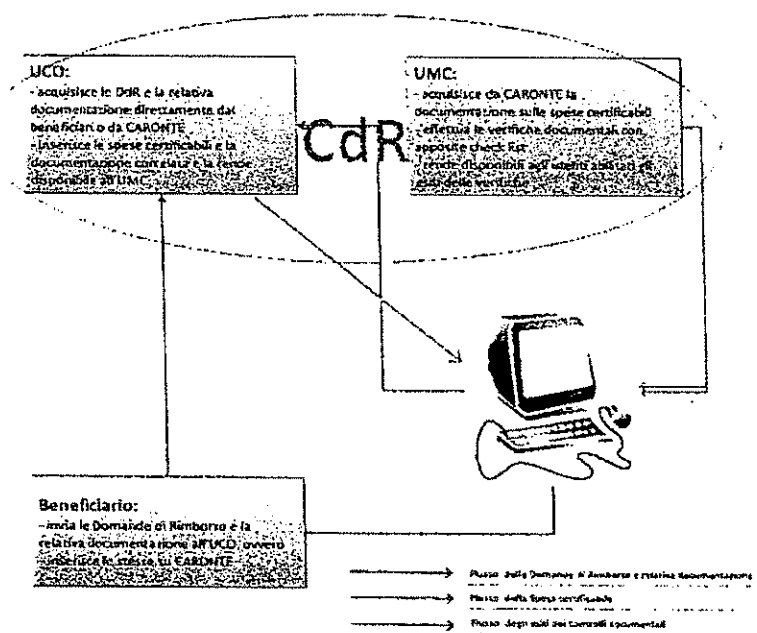 UCO:
- acquisisce le DdR e la relativa
documentazione direttamente dal
beneficiario da CARONTE
- Inserisce le spese certificabili e la
documentazione correlata e la rende
disponibile all'UMC
CdR
UMC:
- acquisisce da CARONTE la
documentazione sulle spese certificabili
- effettua le verifiche documentali con
apposite check list
- rende disponibili agli utenti abilitati gli
esiti delle verifiche
Beneficiario:
- invia le Domande di Rimborso e la
relativa documentazione all'UCO ovvero
- inserisce le stesse su CARONTE
Flusso delle Domande di Rimborso e relativa documentazione
Flusso della Spesa certificabile
Flusso degli esiti dei controlli documentali